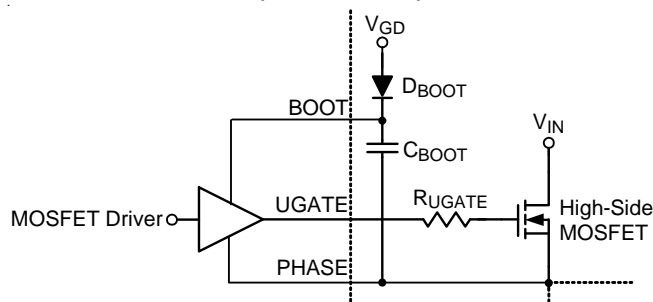 VGD
DBOOT
BOOT
VIN
CBOOT
UGATE
RUGATE
High-Side
MOSFET
MOSFET Driver
PHASE